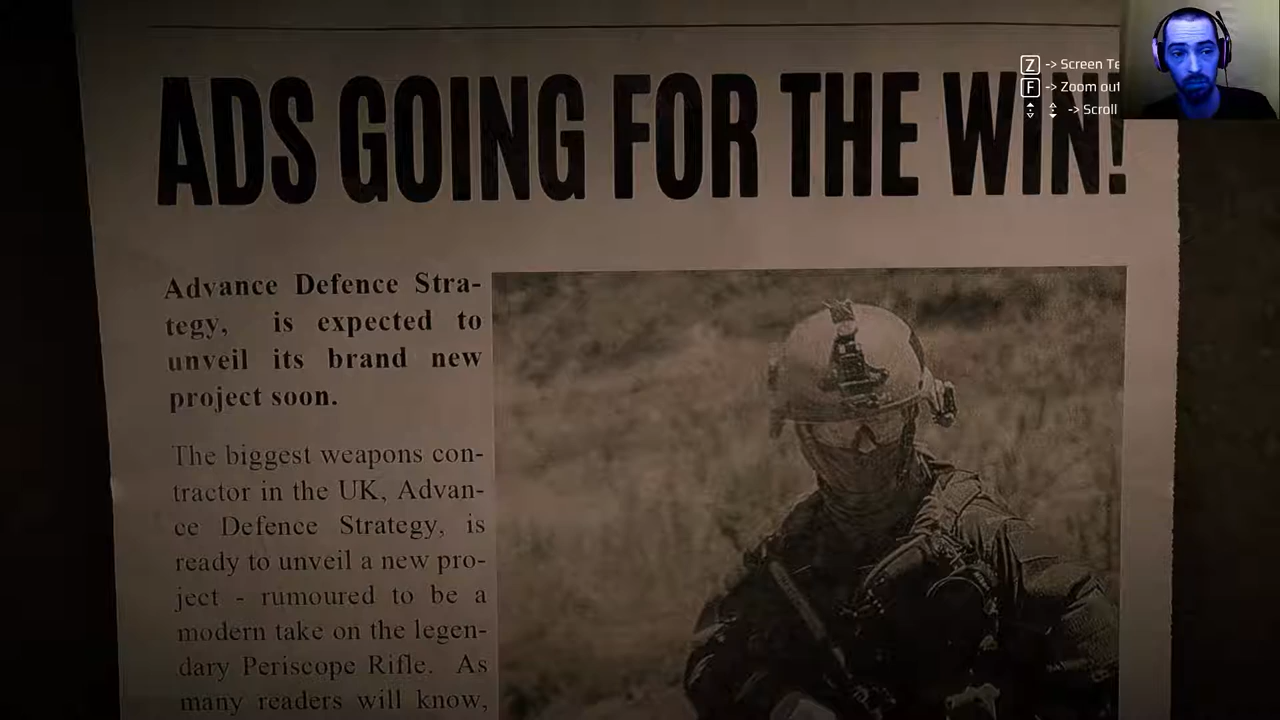 ADS GOING FOR THE WIN!
Z -> Screen Te
F -> Zoom out
-> Scroll
Advance Defence Stra-
tegy, is expected to
unveil its brand new
project soon.
The biggest weapons con-
tractor in the UK, Advan-
ce Defence Strategy, is
ready to unveil a new pro-
ject - rumoured to be a
modern take on the legen-
dary Periscope Rifle. As
many readers will know,